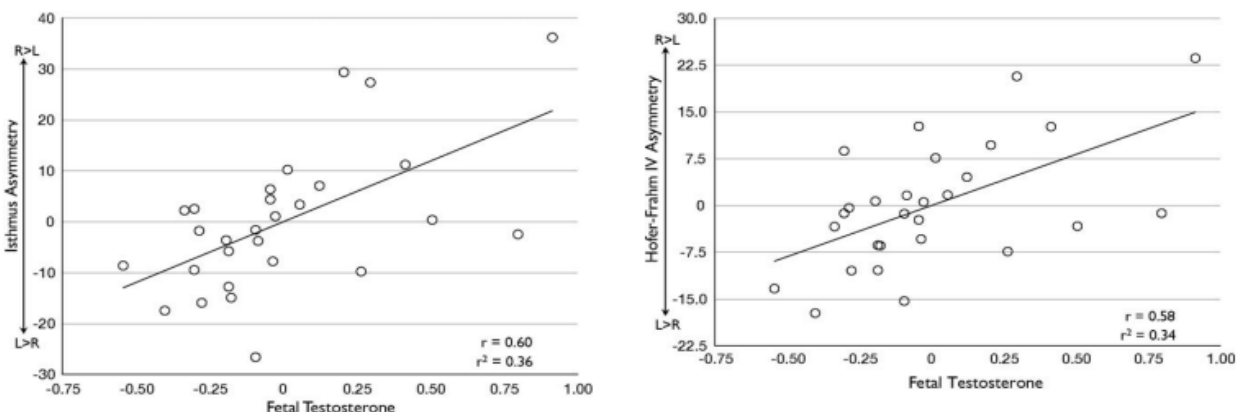 40
R>L
30
20
10
0
-10
-20
L>R
-30
Isthmus Asymmetry
r = 0.60
r² = 0.36
-0.75
-0.50
-0.25
0
0.25
0.50
0.75
1.00
Fetal Testosterone
30.0
R>L
22.5
15.0
7.5
0
-7.5
-15.0
L>R
-22.5
Hofer-Frahm IV Asymmetry
r = 0.58
r² = 0.34
-0.75
-0.50
-0.25
0
0.25
0.50
0.75
1.00
Fetal Testosterone